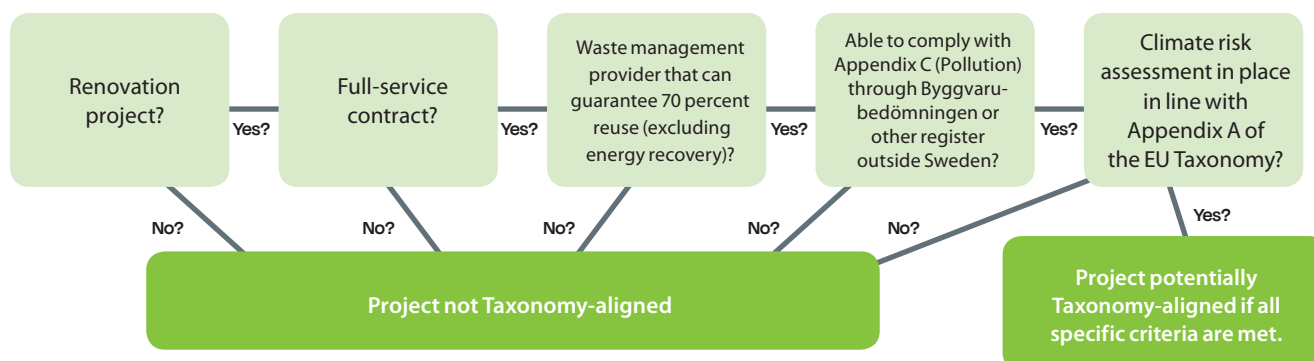 Renovation
project?
Yes?
Full-service
contract?
Yes?
Waste management
provider that can
guarantee 70 percent
reuse (excluding
energy recovery)?
Yes?
Able to comply with
Appendix C (Pollution)
through Byggvaru-
bedömningen or
other register
outside Sweden?
Yes?
Climate risk
assessment in place
in line with
Appendix A of
the EU Taxonomy?
No?
No?
No?
No?
No?
Yes?
Project not Taxonomy-aligned
Project potentially
Taxonomy-aligned if all
specific criteria are met.